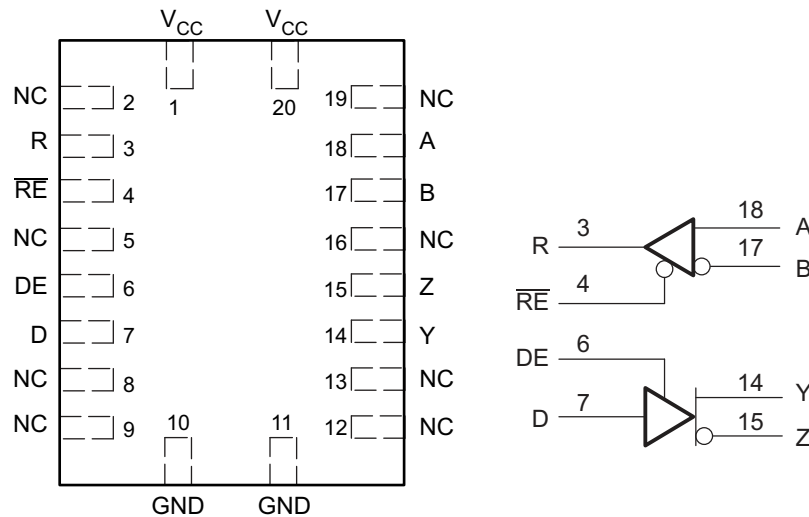 VCC VCC
NC 2 1 20 19 NC
R 3 18 A
RE 4 17 B
NC 5 16 NC
DE 6 15 Z
D 7 14 Y
NC 8 13 NC
NC 9 10 11 12 NC
GND GND
R 3 18 A
17 B
RE 4
DE 6
D 7 14 Y
15 Z